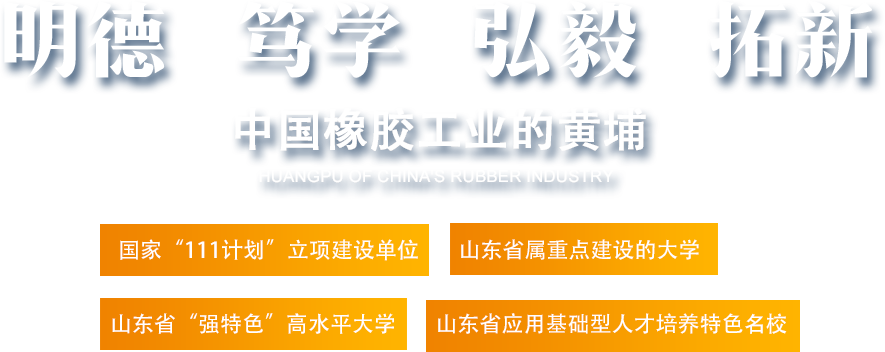 明德 笃学 弘毅 拓新
中国橡胶工业的黄埔
HUANGPU OF CHINA'S RUBBER INDUSTRY
国家“111计划”立项建设单位
山东省属重点建设的大学
山东省“强特色”高水平大学
山东省应用基础型人才培养特色名校